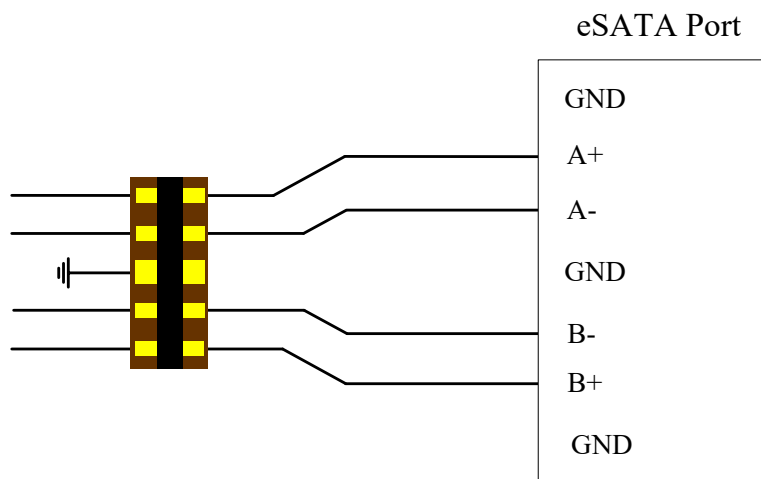 eSATA Port
GND
A+
A-
GND
B-
B+
GND